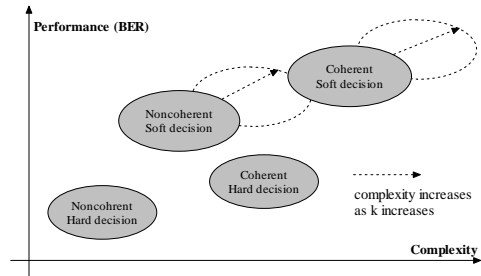 Performance (BER)
Coherent
Soft decision
Noncoherent
Soft decision
Coherent
Hard decision
Noncohrent
Hard decision
complexity increases
as k increases
Complexity